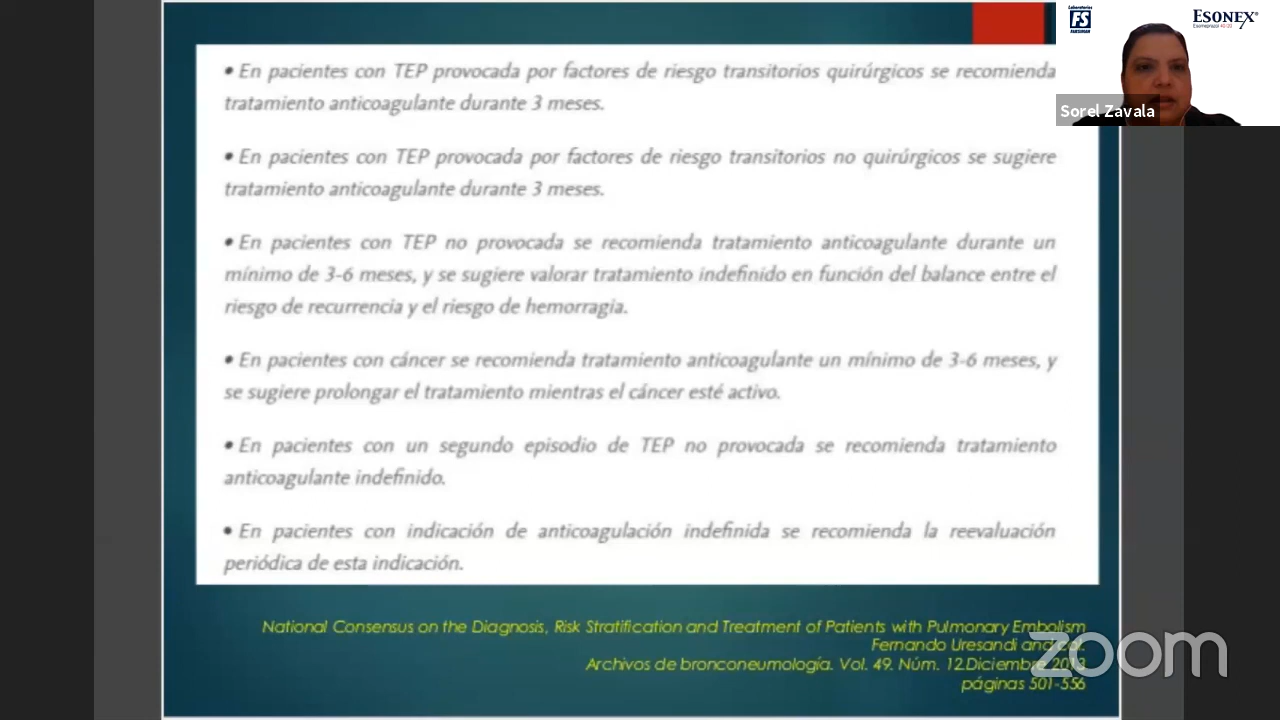 • En pacientes con TEP provocada por factores de riesgo transitorios quirúrgicos se recomienda
tratamiento anticoagulante durante 3 meses.
• En pacientes con TEP provocada por factores de riesgo transitorios no quirúrgicos se sugiere
tratamiento anticoagulante durante 3 meses.
• En pacientes con TEP no provocada se recomienda tratamiento anticoagulante durante un
mínimo de 3-6 meses, y se sugiere valorar tratamiento indefinido en función del balance entre el
riesgo de recurrencia y el riesgo de hemorragia.
• En pacientes con cáncer se recomienda tratamiento anticoagulante un mínimo de 3-6 meses, y
se sugiere prolongar el tratamiento mientras el cáncer esté activo.
• En pacientes con un segundo episodio de TEP no provocada se recomienda tratamiento
anticoagulante indefinido.
• En pacientes con indicación de anticoagulación indefinida se recomienda la reevaluación
periódica de esta indicación.
National Consensus on the Diagnosis, Risk Stratification and Treatment of Patients with Pulmonary Embolism
Fernando Uresandi and col.
Archivos de bronconeumología. Vol. 49. Núm. 12.Diciembre 2013
páginas 501-556
zoom
Laboratorios
FS
FARSIMAN
ESONEX®
Sorel Zavala